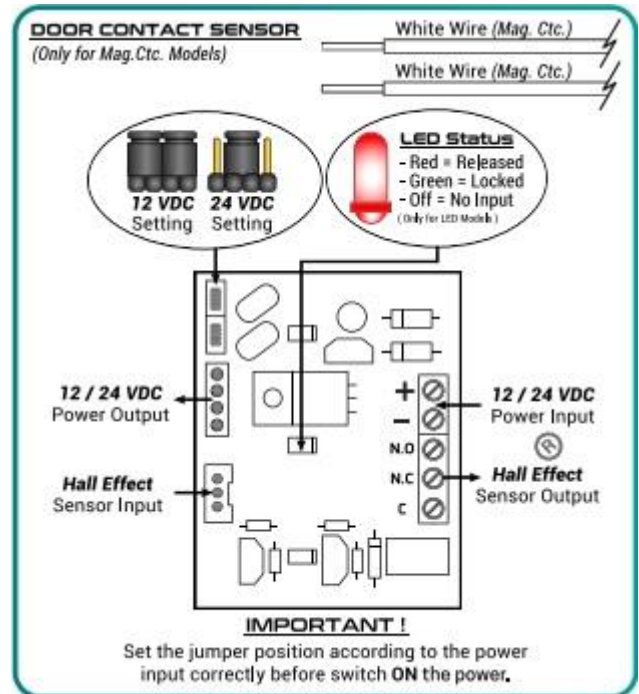 DOOR CONTACT SENSOR
(Only for Mag.Ctc. Models)
White Wire (Mag. Ctc.)
White Wire (Mag. Ctc.)
12 VDC
Setting
24 VDC
Setting
LED Status
- Red = Released
- Green = Locked
- Off = No Input
( Only for LED Models )
12 / 24 VDC
Power Output
Hall Effect
Sensor Input
+
–
N.O
N.C
C
12 / 24 VDC
Power Input
R
Hall Effect
Sensor Output
IMPORTANT !
Set the jumper position according to the power
input correctly before switch ON the power.